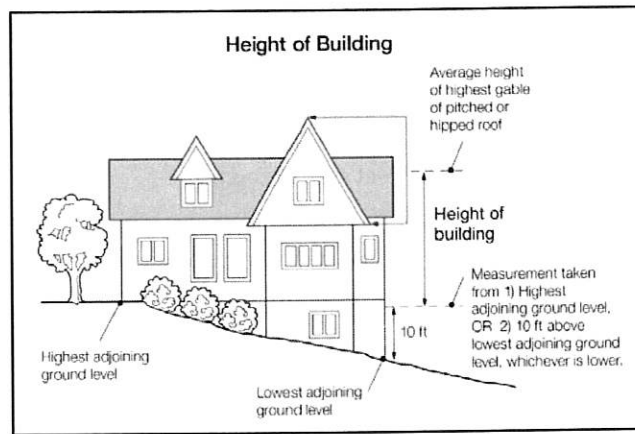 Height of Building
Average height
of highest gable
of pitched or
hipped roof
Height of
building
Measurement taken
from 1) Highest
adjoining ground level,
OR 2) 10 ft above
lowest adjoining ground
level, whichever is lower.
10 ft
Highest adjoining
ground level
Lowest adjoining
ground level